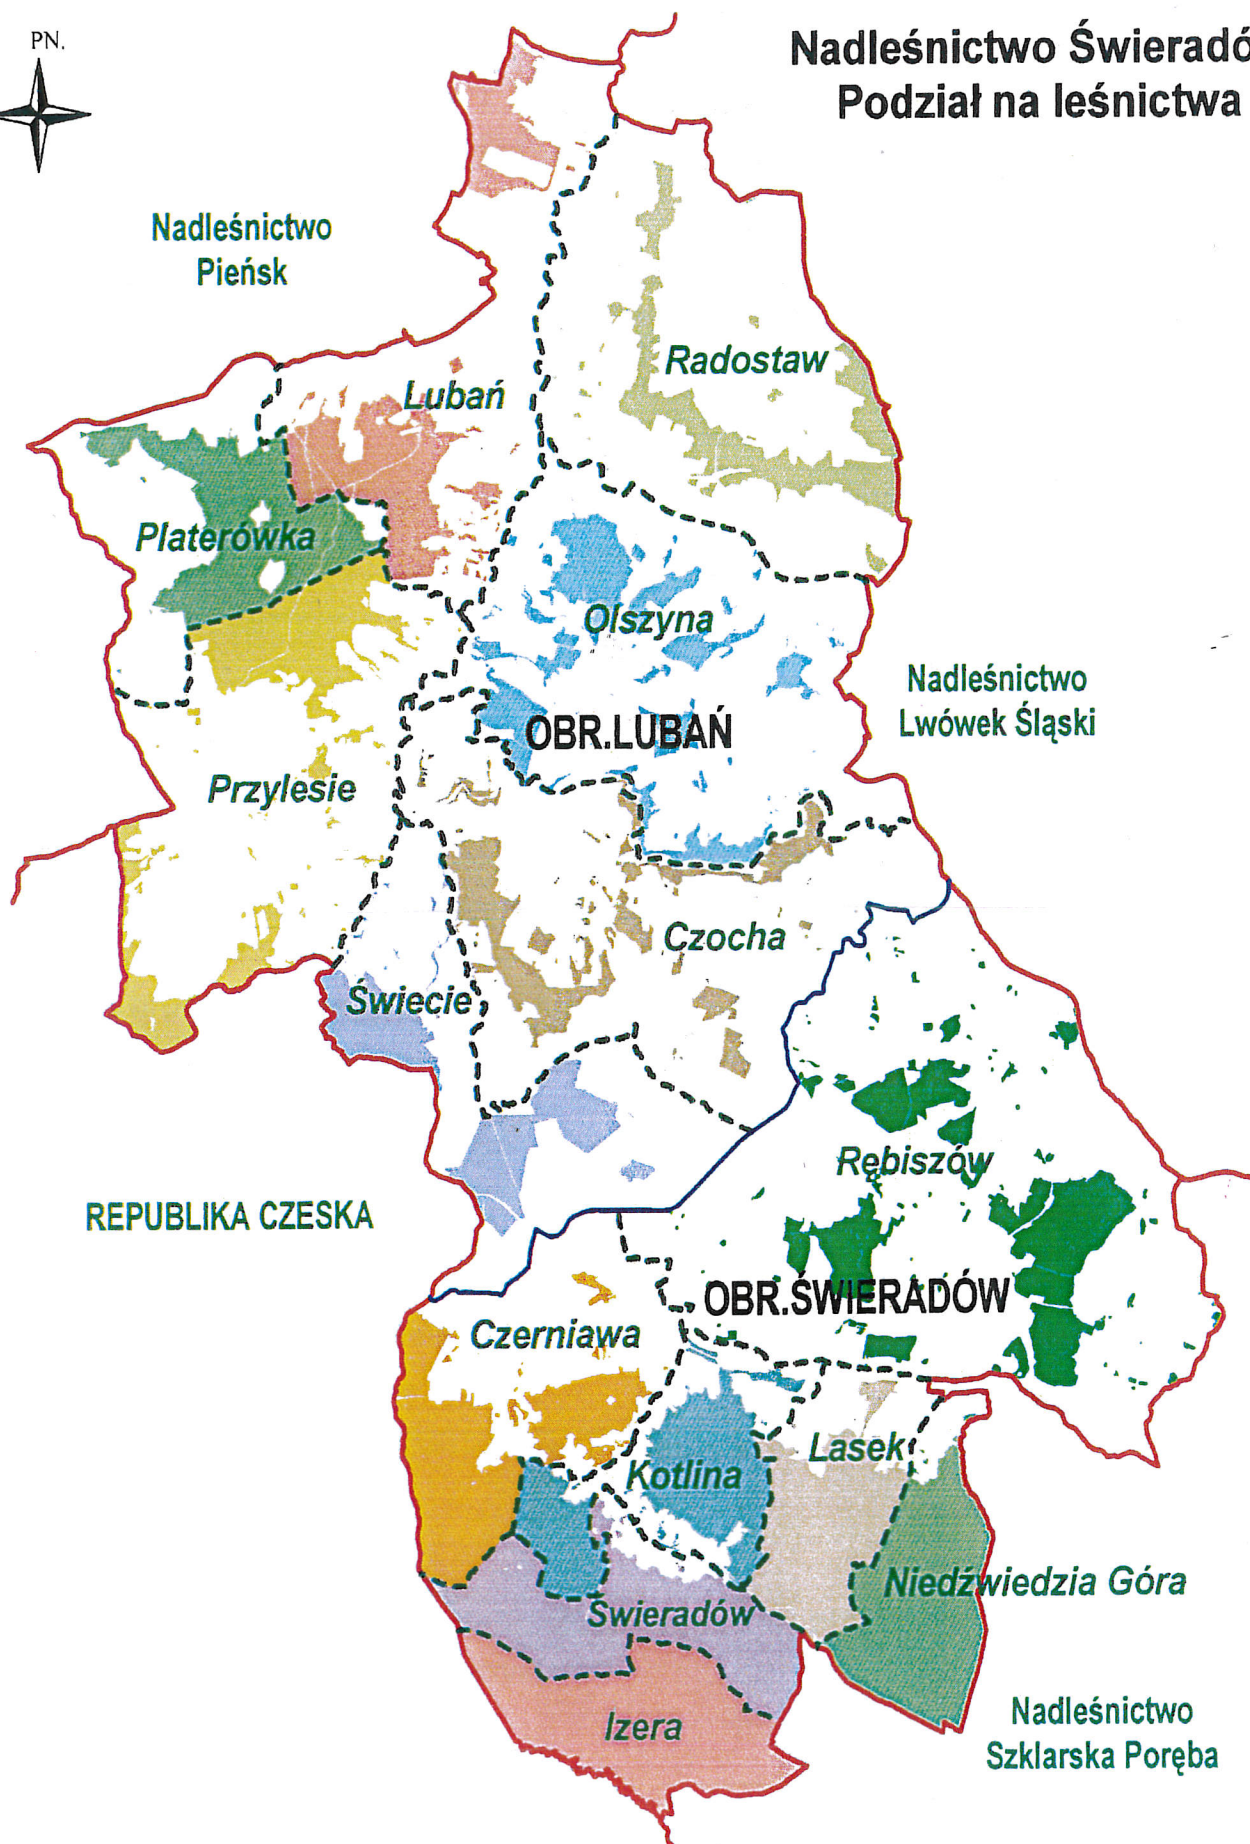 PN.
Nadleśnictwo Świeradó
Podział na leśnictwa
Nadleśnictwo
Pieńsk
Radostaw
Lubań
Platerówka
Olszyna
Nadleśnictwo
Lwówek Śląski
OBR.LUBAŃ
Przylesie
Czocha
Świecie
Rębiszów
REPUBLIKA CZESKA
OBR.ŚWIERADÓW
Czerniawa
Lasek
Kotlina
Niedźwiedzia Góra
Świeradów
Izera
Nadleśnictwo
Szklarska Poręba